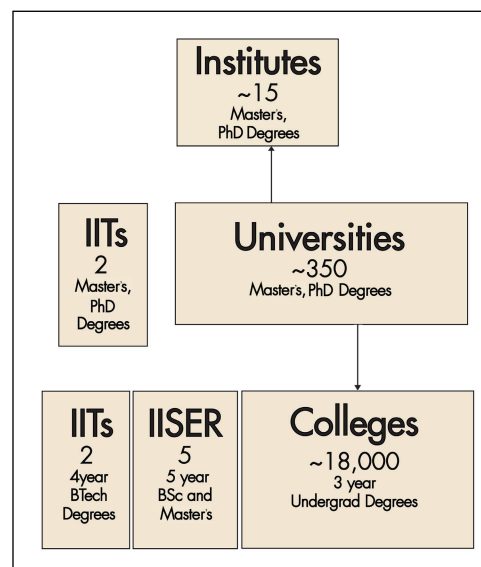 Institutes
~15
Master's,
PhD Degrees
IITs
2
Master's,
PhD
Degrees
Universities
~350
Master's, PhD Degrees
IITs
2
4year
BTech
Degrees
IISER
5
5 year
BSc and
Master's
Colleges
~18,000
3 year
Undergrad Degrees